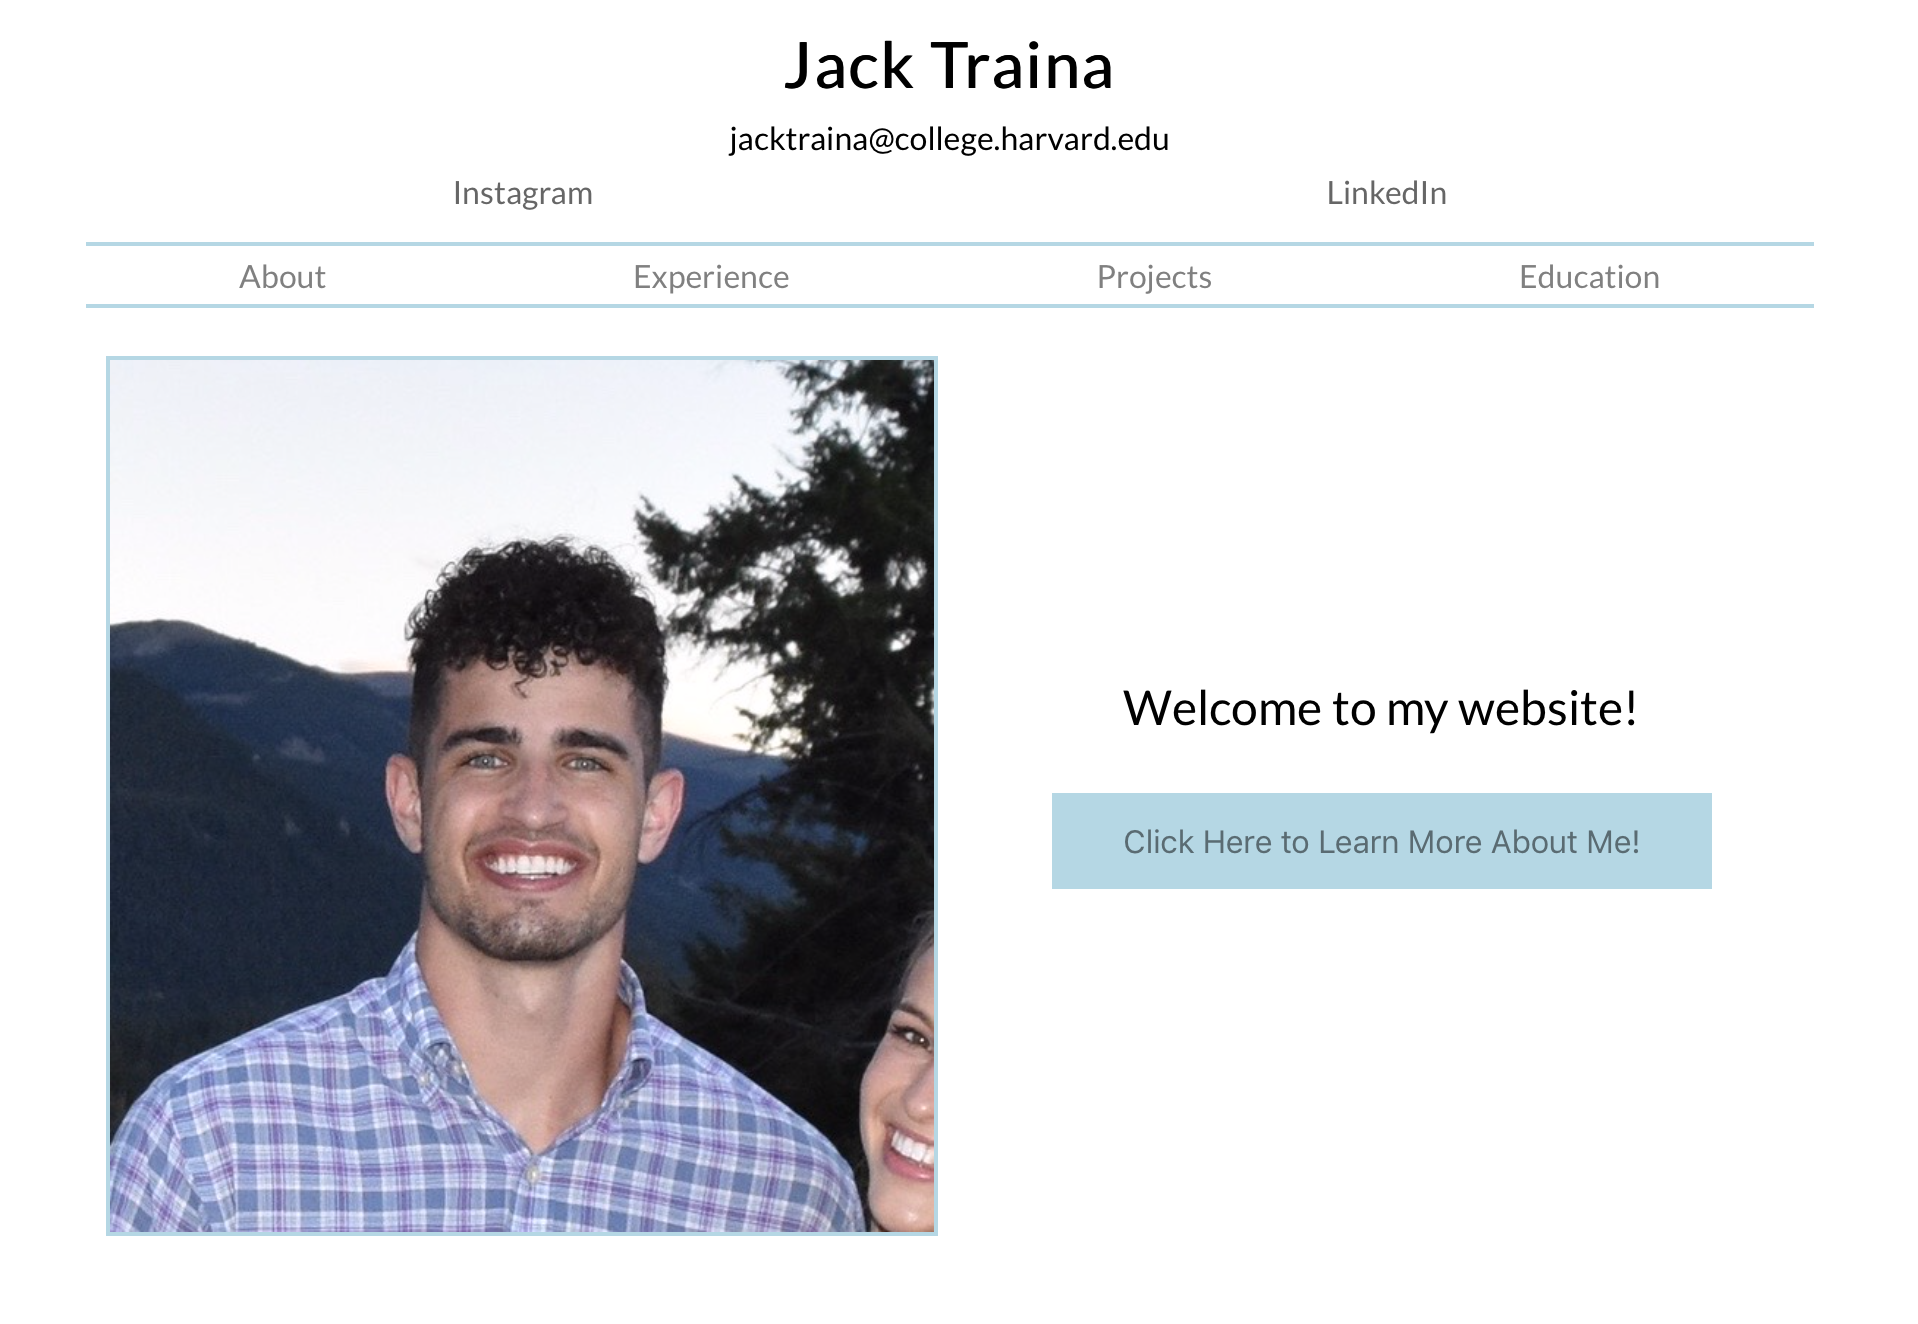 Jack Traina
jacktraina@college.harvard.edu
Instagram LinkedIn
About Experience Projects Education
Welcome to my website!
Click Here to Learn More About Me!